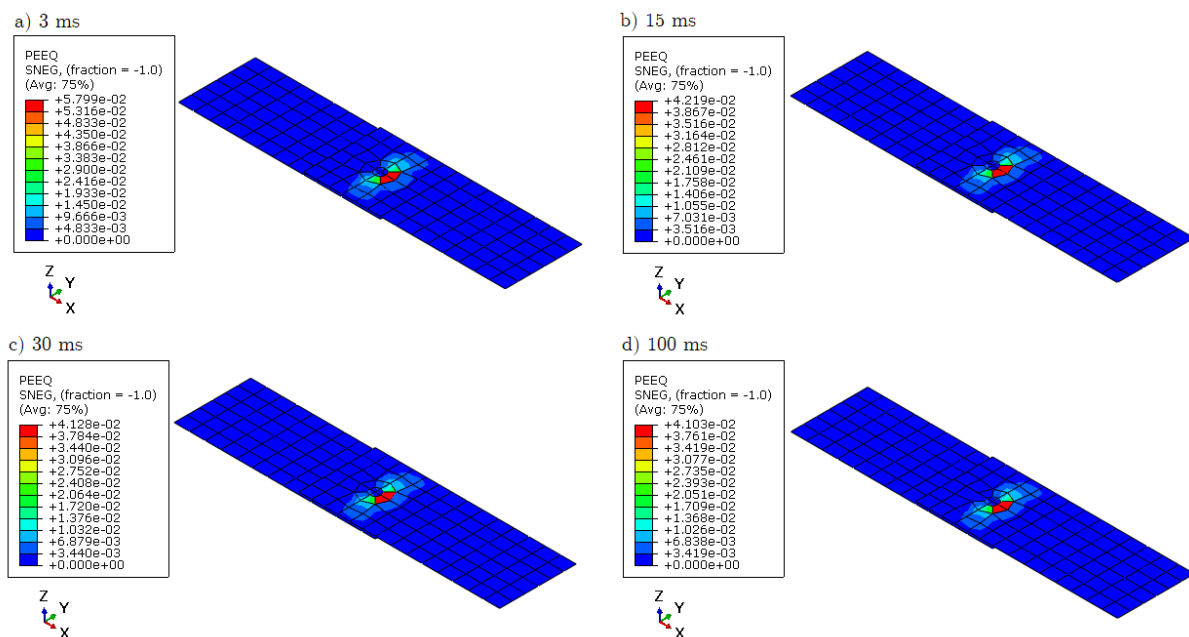 a) 3 ms
PEEQ
SNEG, (fraction = -1.0)
(Avg: 75%)
+5.799e-02
+5.316e-02
+4.833e-02
+4.350e-02
+3.866e-02
+3.383e-02
+2.900e-02
+2.416e-02
+1.933e-02
+1.450e-02
+9.666e-03
+4.833e-03
+0.000e+00
Z
Y
X
b) 15 ms
PEEQ
SNEG, (fraction = -1.0)
(Avg: 75%)
+4.219e-02
+3.867e-02
+3.516e-02
+3.164e-02
+2.812e-02
+2.461e-02
+2.109e-02
+1.758e-02
+1.406e-02
+1.055e-02
+7.031e-03
+3.516e-03
+0.000e+00
Z
Y
X
c) 30 ms
PEEQ
SNEG, (fraction = -1.0)
(Avg: 75%)
+4.128e-02
+3.784e-02
+3.440e-02
+3.096e-02
+2.752e-02
+2.408e-02
+2.064e-02
+1.720e-02
+1.376e-02
+1.032e-02
+6.879e-03
+3.440e-03
+0.000e+00
Z
Y
X
d) 100 ms
PEEQ
SNEG, (fraction = -1.0)
(Avg: 75%)
+4.103e-02
+3.761e-02
+3.419e-02
+3.077e-02
+2.735e-02
+2.393e-02
+2.051e-02
+1.709e-02
+1.368e-02
+1.026e-02
+6.838e-03
+3.419e-03
+0.000e+00
Z
Y
X